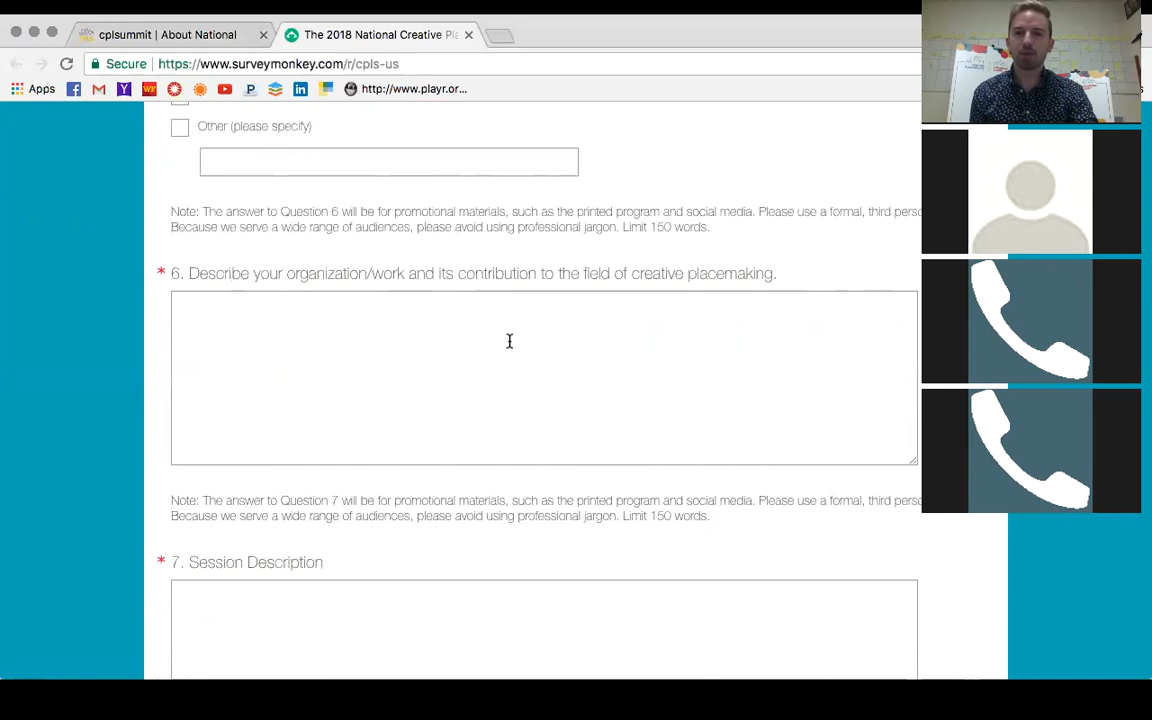 cplsummit | About National
The 2018 National Creative Pla
Secure
https://www.surveymonkey.com/r/cpls-us
Apps
http://www.playr.or...
Other (please specify)
Note: The answer to Question 6 will be for promotional materials, such as the printed program and social media. Please use a formal, third perso
Because we serve a wide range of audiences, please avoid using professional jargon. Limit 150 words.
* 6. Describe your organization/work and its contribution to the field of creative placemaking.
Note: The answer to Question 7 will be for promotional materials, such as the printed program and social media. Please use a formal, third perso
Because we serve a wide range of audiences, please avoid using professional jargon. Limit 150 words.
* 7. Session Description